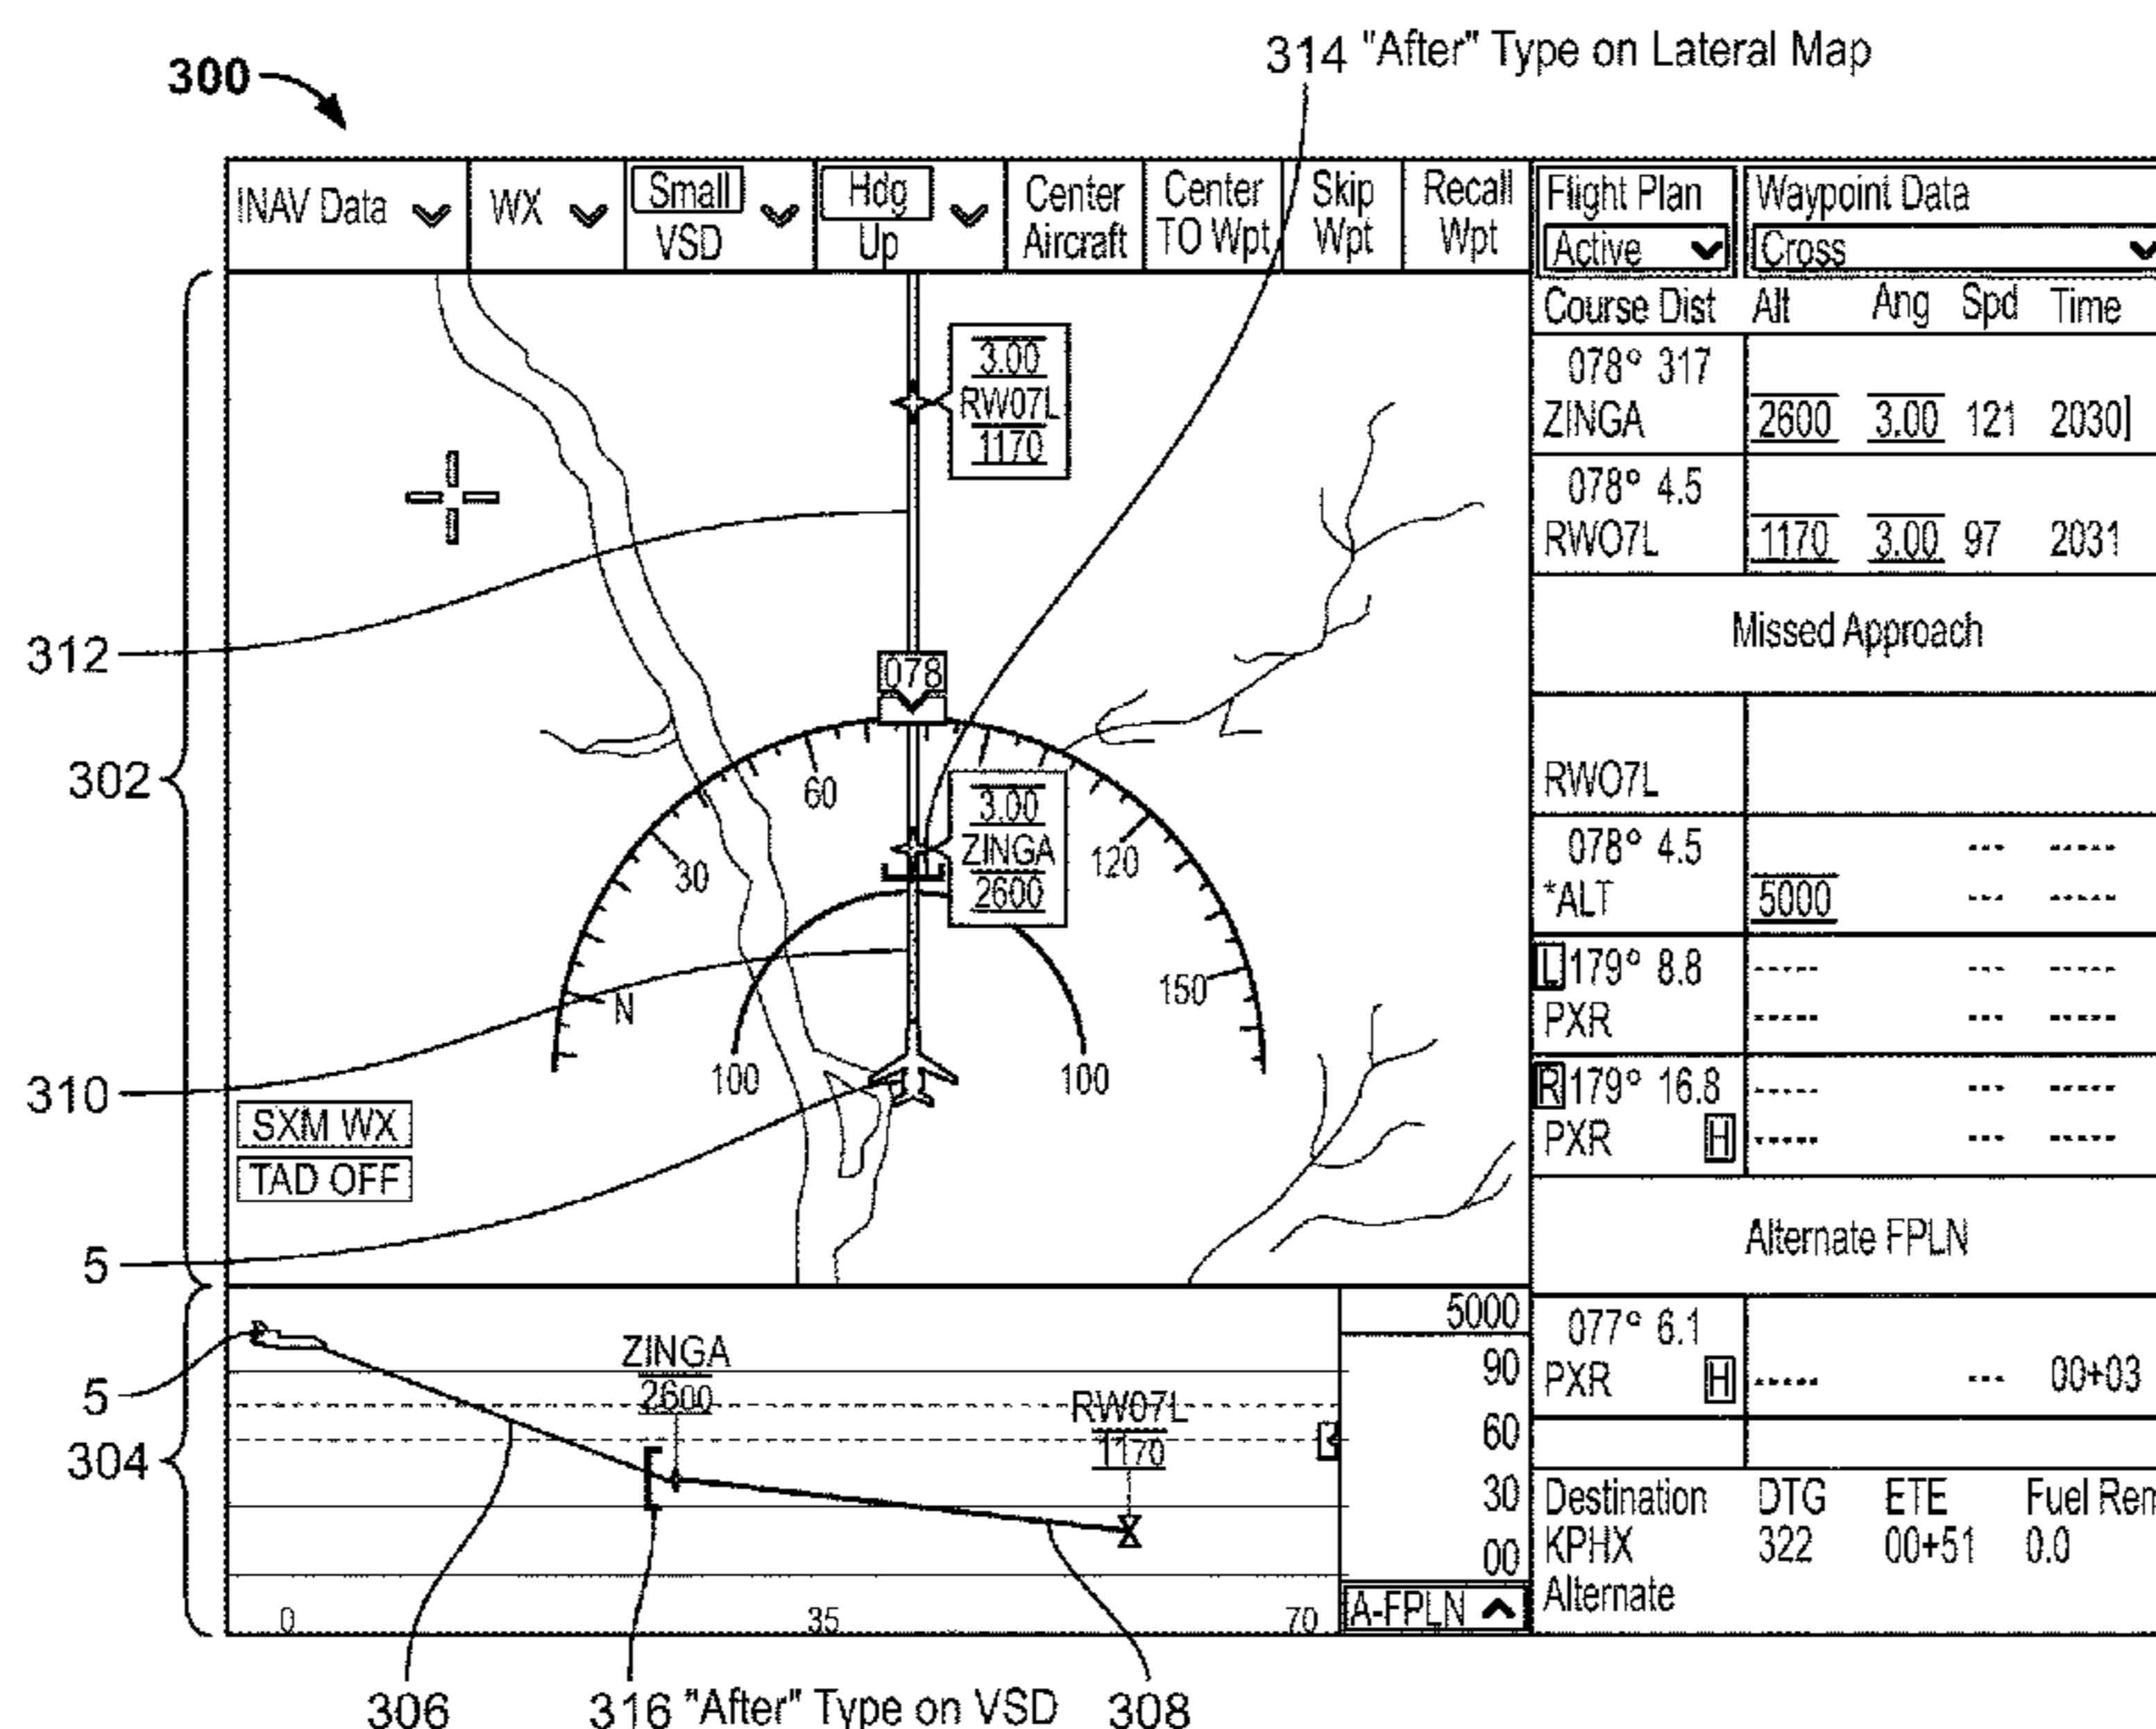 314 "After" Type on Lateral Map
300
INAV Data
WX
Small
VSD
Hdg
Up
Center
Aircraft
Center
TO Wpt
Skip
Wpt
Recall
Wpt
Flight Plan
Active
Waypoint Data
Cross
Course Dist Alt Ang Spd Time
078° 317
ZINGA 2600 3.00 121 2030]
078° 4.5
RWO7L 1170 3.00 97 2031
Missed Approach
RWO7L
078° 4.5 --- -----
*ALT 5000 --- -----
L 179° 8.8 ----- --- -----
PXR ----- --- -----
R 179° 16.8 ----- --- -----
PXR H ----- --- -----
Alternate FPLN
077° 6.1
PXR H ----- --- 00+03
Destination DTG ETE Fuel Rem
KPHX 322 00+51 0.0
Alternate
3.00
RW07L
1170
312
078
302
60
30
N
3.00
ZINGA
2600
120
150
100
100
310
SXM WX
TAD OFF
5
5
304
ZINGA
2600
RW07L
1170
5000
90
60
30
00
0
35
70
A-FPLN
306
316 "After" Type on VSD
308